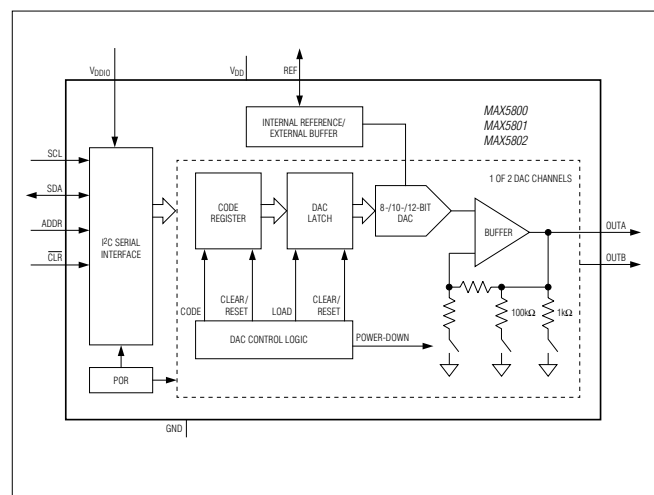 V_DDIO
V_DD
REF
INTERNAL REFERENCE/
EXTERNAL BUFFER
MAX5800
MAX5801
MAX5802
SCL
SDA
ADDR
CLR
I²C SERIAL
INTERFACE
1 OF 2 DAC CHANNELS
CODE
REGISTER
DAC
LATCH
8-/10-/12-BIT
DAC
BUFFER
OUTA
OUTB
100kΩ
1kΩ
CODE
CLEAR/
RESET
LOAD
CLEAR/
RESET
DAC CONTROL LOGIC
POWER-DOWN
POR
GND